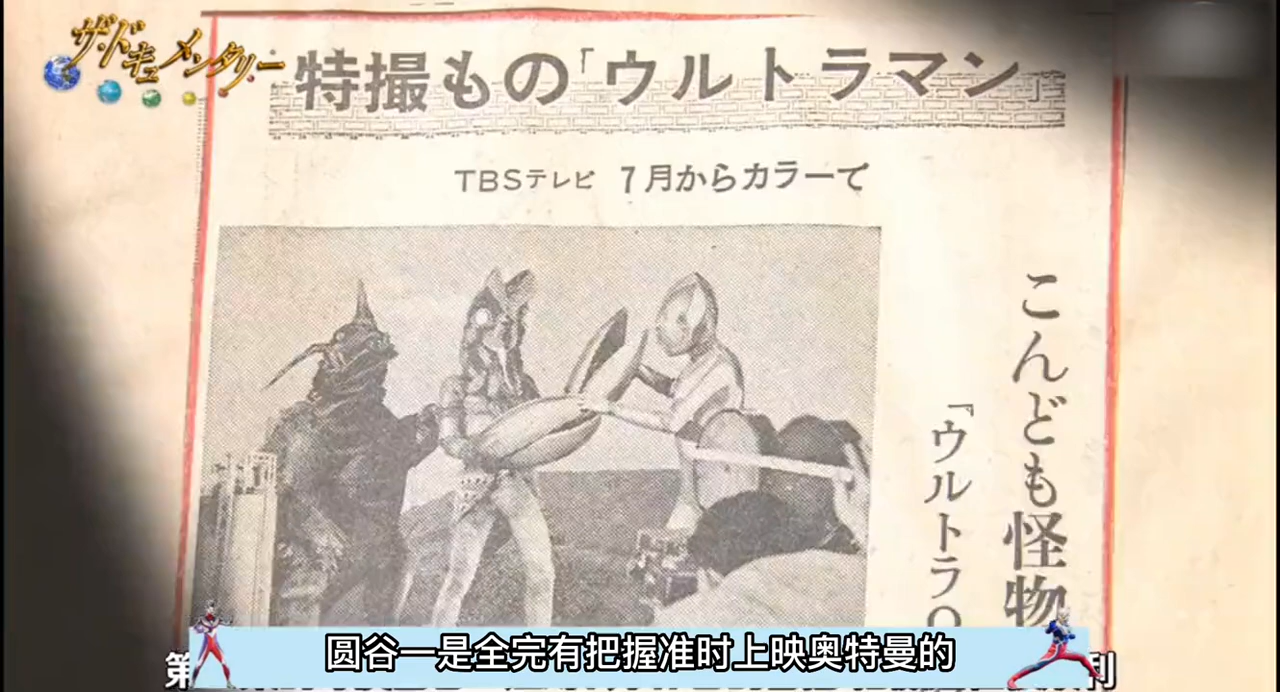 ザ・ドキュメンタリー
特撮もの「ウルトラマン」
TBSテレビ 7月からカラーで
こんども怪物
『ウルトラQ
圆谷一是全完有把握准时上映奥特曼的
第
刊